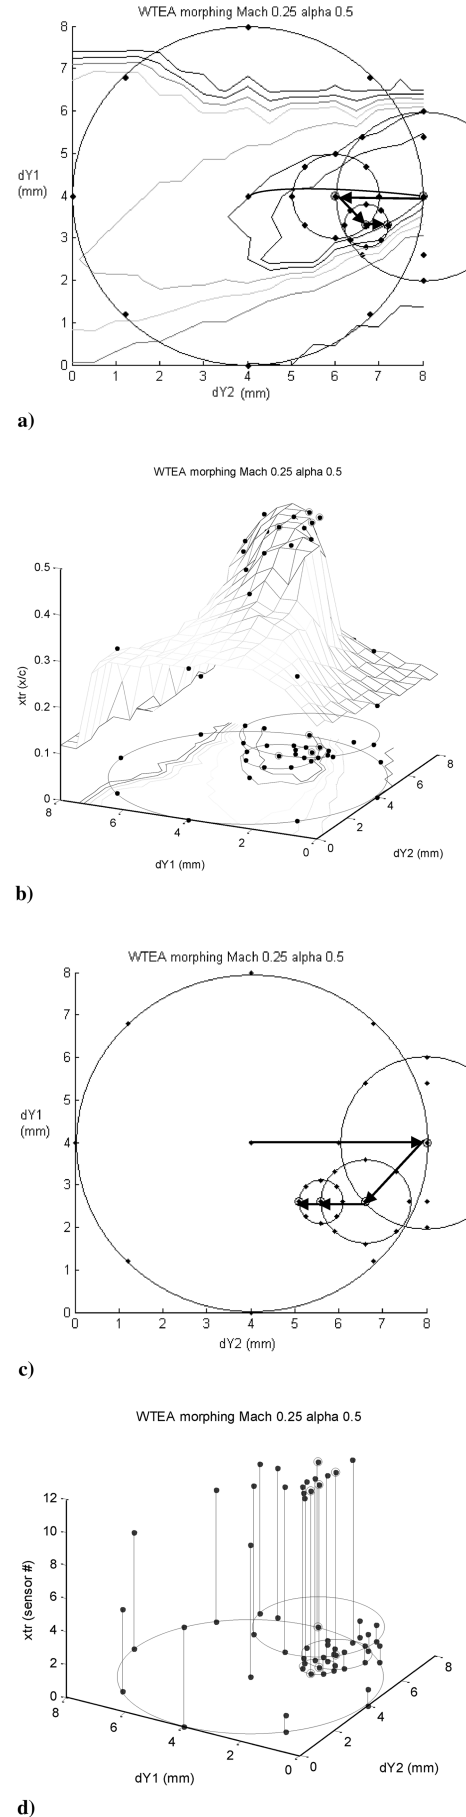 WTEA morphing Mach 0.25 alpha 0.5
8
7
6
5
dY1
(mm)
4
3
2
1
0
0 1 2 3 4 5 6 7 8
dY2 (mm)
a)
WTEA morphing Mach 0.25 alpha 0.5
0.5
0.4
0.3
xtr (x/c)
0.2
0.1
0
8 6 4 2 0
0 2 4 6 8
dY1 (mm)
dY2 (mm)
b)
WTEA morphing Mach 0.25 alpha 0.5
8
7
6
5
dY1
(mm)
4
3
2
1
0
0 1 2 3 4 5 6 7 8
dY2 (mm)
c)
WTEA morphing Mach 0.25 alpha 0.5
12
10
8
6
xtr (sensor #)
4
2
0
8 6 4 2 0
0 2 4 6 8
dY1 (mm)
dY2 (mm)
d)